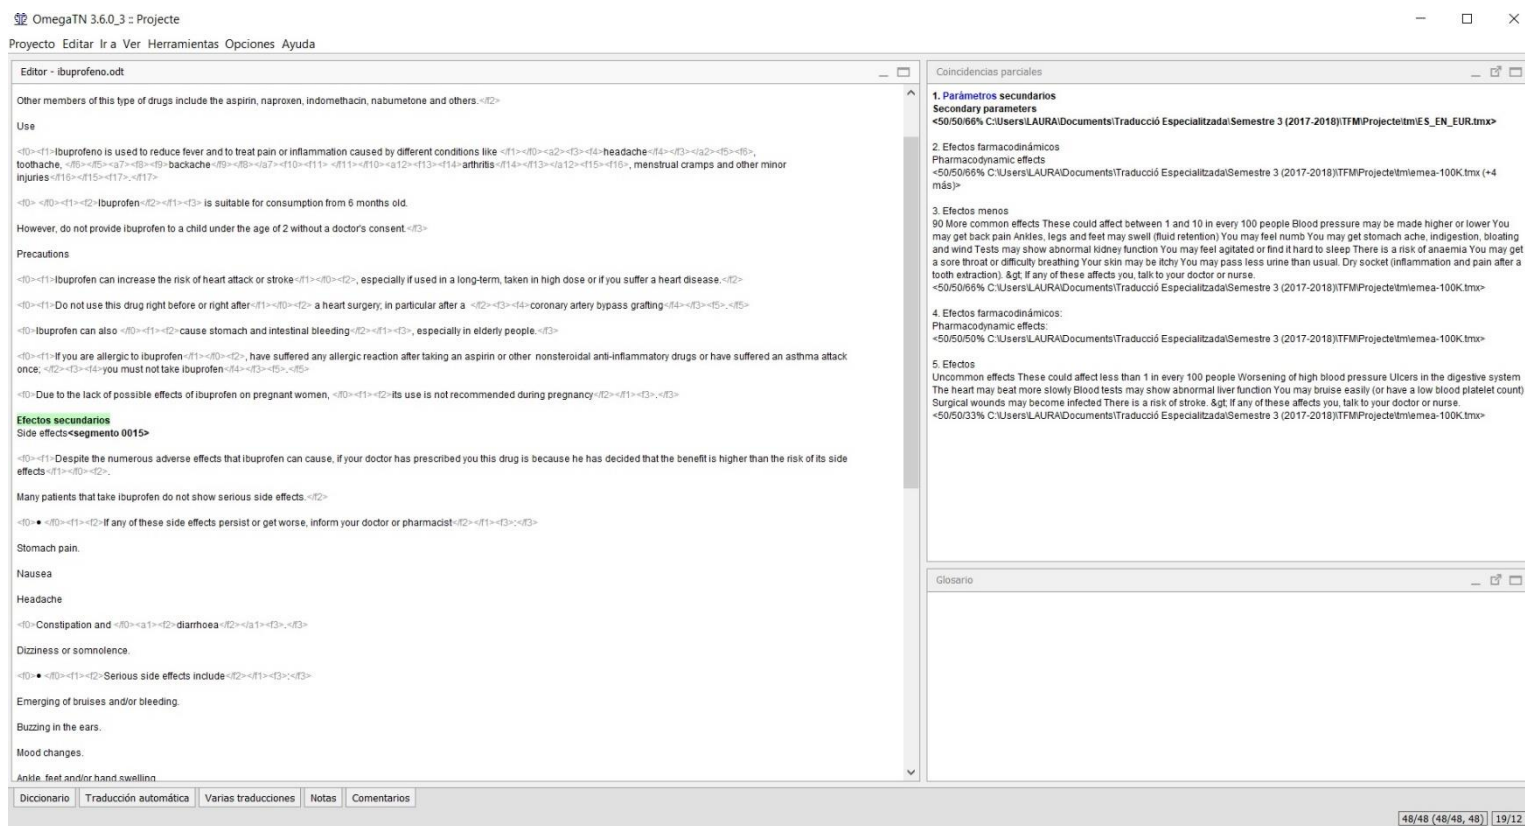 OmegaTN 3.6.0_3 :: Projecte
Proyecto Editar Ir a Ver Herramientas Opciones Ayuda
Editor - ibuprofeno.odt
Other members of this type of drugs include the aspirin, naproxen, indomethacin, nabumetone and others.</f2>
Use
<f0><f1>Ibuprofeno is used to reduce fever and to treat pain or inflammation caused by different conditions like </f1></f0><a2><f3><f4>headache</f4></f3></a2><f5><f6>,
toothache, </f6></f5><a7><f8><f9>backache</f9></f8></a7><f10><f11> </f11></f10><a12><f13><f14>arthritis</f14></f13></a12><f15><f16>, menstrual cramps and other minor
injuries</f16></f15><f17>.</f17>
<f0> </f0><f1><f2>Ibuprofen</f2></f1><f3> is suitable for consumption from 6 months old.
However, do not provide ibuprofen to a child under the age of 2 without a doctor's consent.</f3>
Precautions
<f0><f1>Ibuprofen can increase the risk of heart attack or stroke</f1></f0><f2>, especially if used in a long-term, taken in high dose or if you suffer a heart disease.</f2>
<f0><f1>Do not use this drug right before or right after</f1></f0><f2> a heart surgery; in particular after a </f2><f3><f4>coronary artery bypass grafting</f4></f3><f5>.</f5>
<f0>Ibuprofen can also </f0><f1><f2>cause stomach and intestinal bleeding</f2></f1><f3>, especially in elderly people.</f3>
<f0><f1>If you are allergic to ibuprofen</f1></f0><f2>, have suffered any allergic reaction after taking an aspirin or other nonsteroidal anti-inflammatory drugs or have suffered an asthma attack
once; </f2><f3><f4>you must not take ibuprofen</f4></f3><f5>.</f5>
<f0>Due to the lack of possible effects of ibuprofen on pregnant women, </f0><f1><f2>its use is not recommended during pregnancy</f2></f1><f3>.</f3>
Efectos secundarios
Side effects<segmento 0015>
<f0><f1>Despite the numerous adverse effects that ibuprofen can cause, if your doctor has prescribed you this drug is because he has decided that the benefit is higher than the risk of its side
effects</f1></f0><f2>.
Many patients that take ibuprofen do not show serious side effects.</f2>
<f0>● </f0><f1><f2>If any of these side effects persist or get worse, inform your doctor or pharmacist</f2></f1><f3>:</f3>
Stomach pain.
Nausea
Headache
<f0>Constipation and </f0><a1><f2>diarrhoea</f2></a1><f3>.</f3>
Dizziness or somnolence.
<f0>● </f0><f1><f2>Serious side effects include</f2></f1><f3>:</f3>
Emerging of bruises and/or bleeding.
Buzzing in the ears.
Mood changes.
Ankle, feet and/or hand swelling.
Coincidencias parciales
1. Parámetros secundarios
Secondary parameters
<50/50/66% C:\Users\LAURA\Documents\Traducció Especialitzada\Semestre 3 (2017-2018)\TFM\Projecte\tm\ES_EN_EUR.tmx>
2. Efectos farmacodinámicos
Pharmacodynamic effects
<50/50/66% C:\Users\LAURA\Documents\Traducció Especialitzada\Semestre 3 (2017-2018)\TFM\Projecte\tm\emea-100K.tmx (+4
más)>
3. Efectos menos
90 More common effects These could affect between 1 and 10 in every 100 people Blood pressure may be made higher or lower You
may get back pain Ankles, legs and feet may swell (fluid retention) You may feel numb You may get stomach ache, indigestion, bloating
and wind Tests may show abnormal kidney function You may feel agitated or find it hard to sleep There is a risk of anaemia You may get
a sore throat or difficulty breathing Your skin may be itchy You may pass less urine than usual. Dry socket (inflammation and pain after a
tooth extraction). &gt; If any of these affects you, talk to your doctor or nurse.
<50/50/66% C:\Users\LAURA\Documents\Traducció Especialitzada\Semestre 3 (2017-2018)\TFM\Projecte\tm\emea-100K.tmx>
4. Efectos farmacodinámicos:
Pharmacodynamic effects:
<50/50/50% C:\Users\LAURA\Documents\Traducció Especialitzada\Semestre 3 (2017-2018)\TFM\Projecte\tm\emea-100K.tmx>
5. Efectos
Uncommon effects These could affect less than 1 in every 100 people Worsening of high blood pressure Ulcers in the digestive system
The heart may beat more slowly Blood tests may show abnormal liver function You may bruise easily (or have a low blood platelet count)
Surgical wounds may become infected There is a risk of stroke. &gt; If any of these affects you, talk to your doctor or nurse.
<50/50/33% C:\Users\LAURA\Documents\Traducció Especialitzada\Semestre 3 (2017-2018)\TFM\Projecte\tm\emea-100K.tmx>
Glosario
Diccionario Traducción automática Varias traducciones Notas Comentarios
48/48 (48/48, 48) 19/12